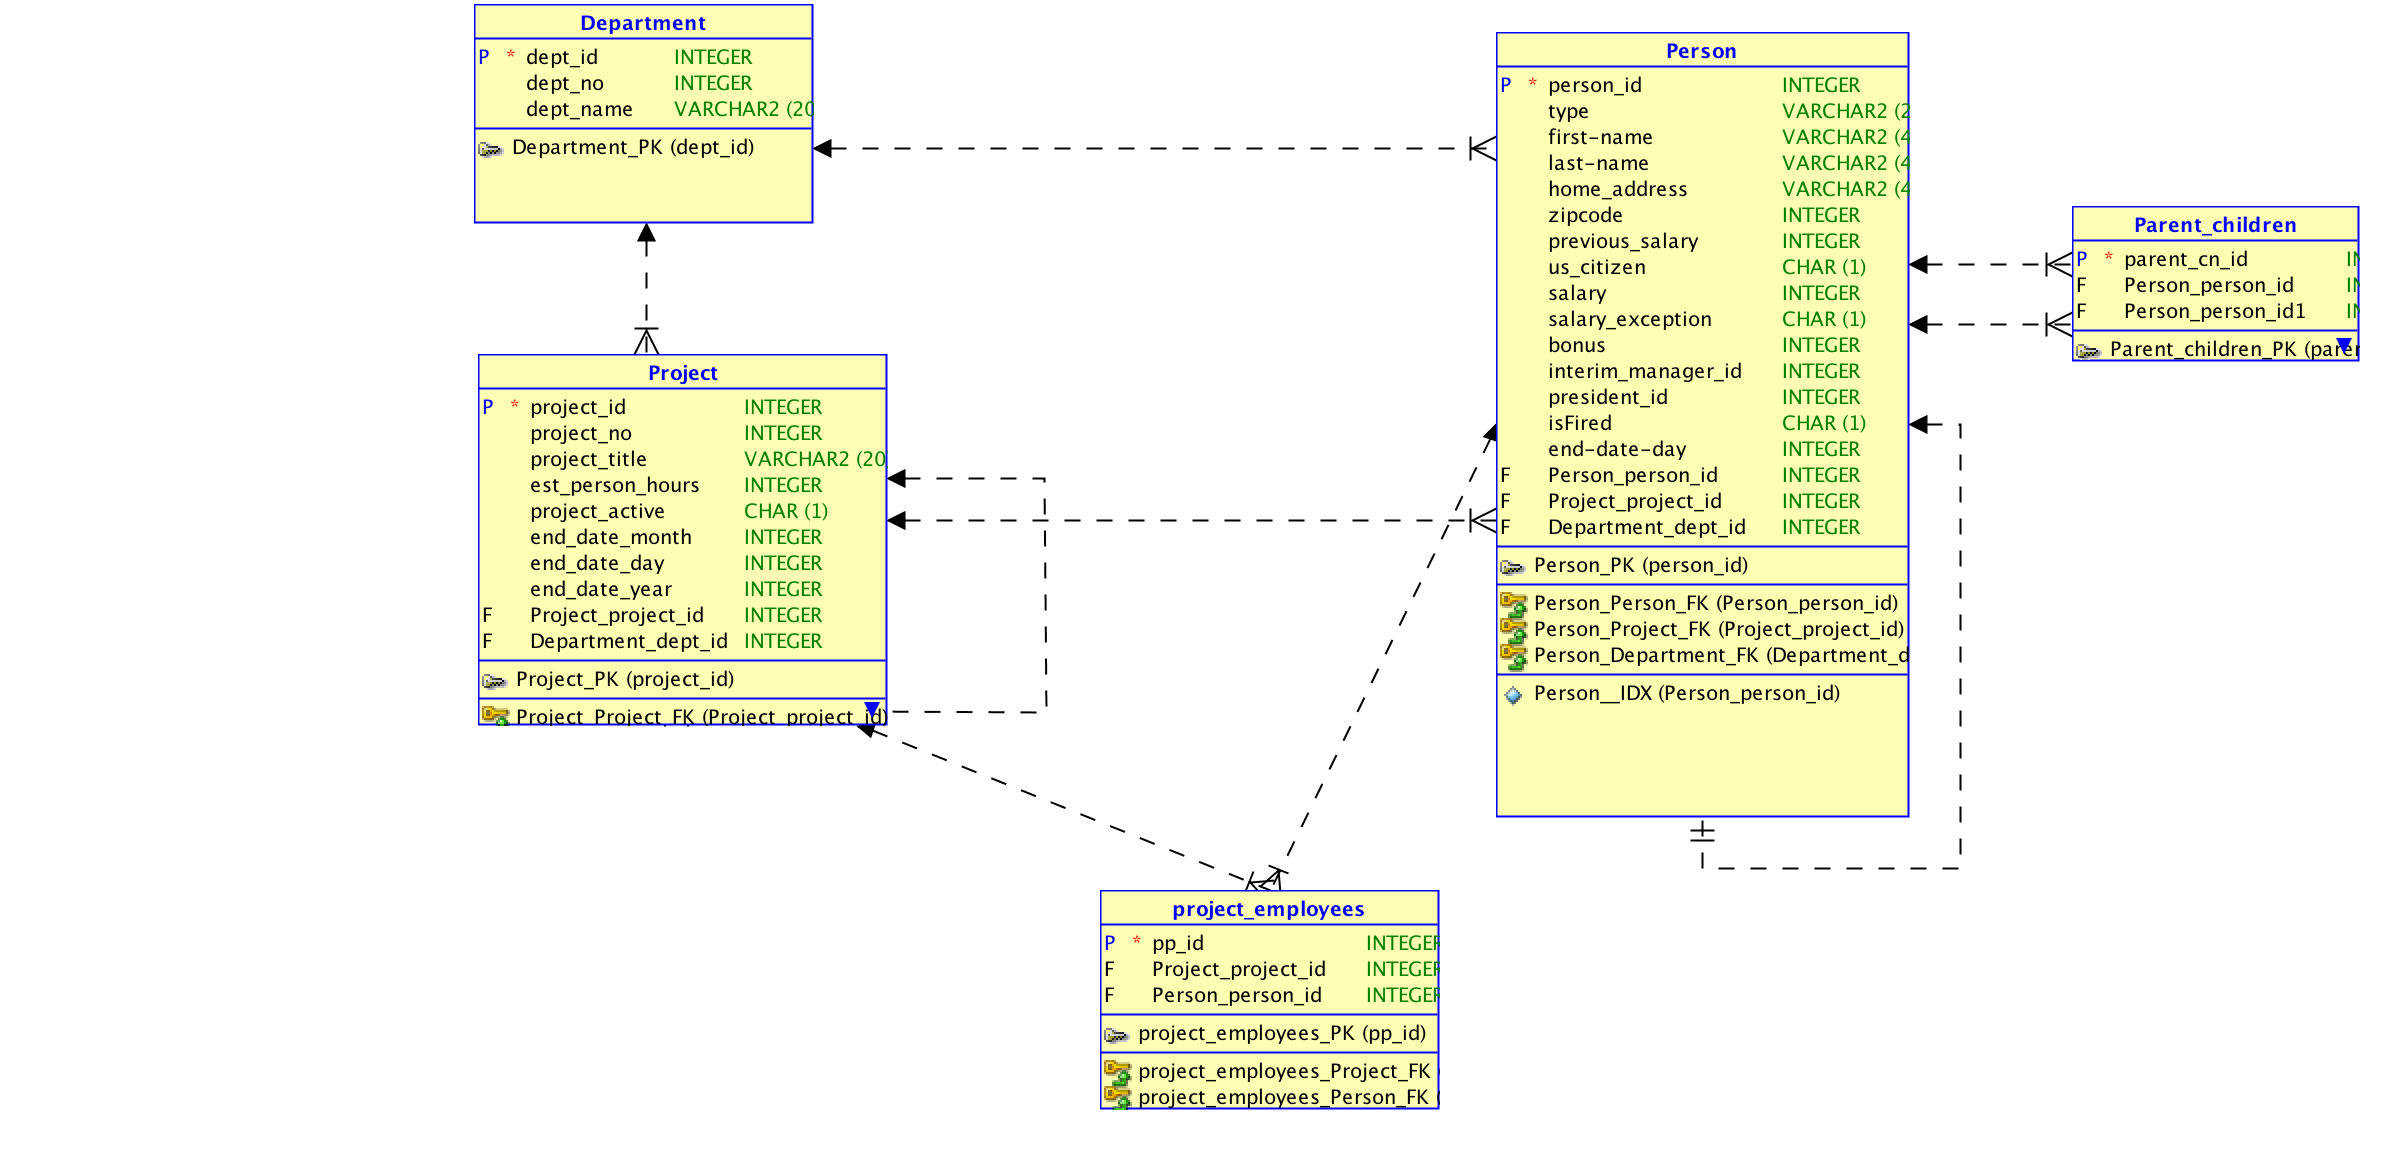 Department
P * dept_id INTEGER
dept_no INTEGER
dept_name VARCHAR2 (20
Department_PK (dept_id)
Person
P * person_id INTEGER
type VARCHAR2 (2
first-name VARCHAR2 (4
last-name VARCHAR2 (4
home_address VARCHAR2 (4
zipcode INTEGER
previous_salary INTEGER
us_citizen CHAR (1)
salary INTEGER
salary_exception CHAR (1)
bonus INTEGER
interim_manager_id INTEGER
president_id INTEGER
isFired CHAR (1)
end-date-day INTEGER
F Person_person_id INTEGER
F Project_project_id INTEGER
F Department_dept_id INTEGER
Person_PK (person_id)
Person_Person_FK (Person_person_id)
Person_Project_FK (Project_project_id)
Person_Department_FK (Department_d
Person__IDX (Person_person_id)
Parent_children
P * parent_cn_id IN
F Person_person_id IN
F Person_person_id1 IN
Parent_children_PK (paren
Project
P * project_id INTEGER
project_no INTEGER
project_title VARCHAR2 (20
est_person_hours INTEGER
project_active CHAR (1)
end_date_month INTEGER
end_date_day INTEGER
end_date_year INTEGER
F Project_project_id INTEGER
F Department_dept_id INTEGER
Project_PK (project_id)
Project_Project_FK (Project_project_id)
project_employees
P * pp_id INTEGER
F Project_project_id INTEGER
F Person_person_id INTEGER
project_employees_PK (pp_id)
project_employees_Project_FK
project_employees_Person_FK (